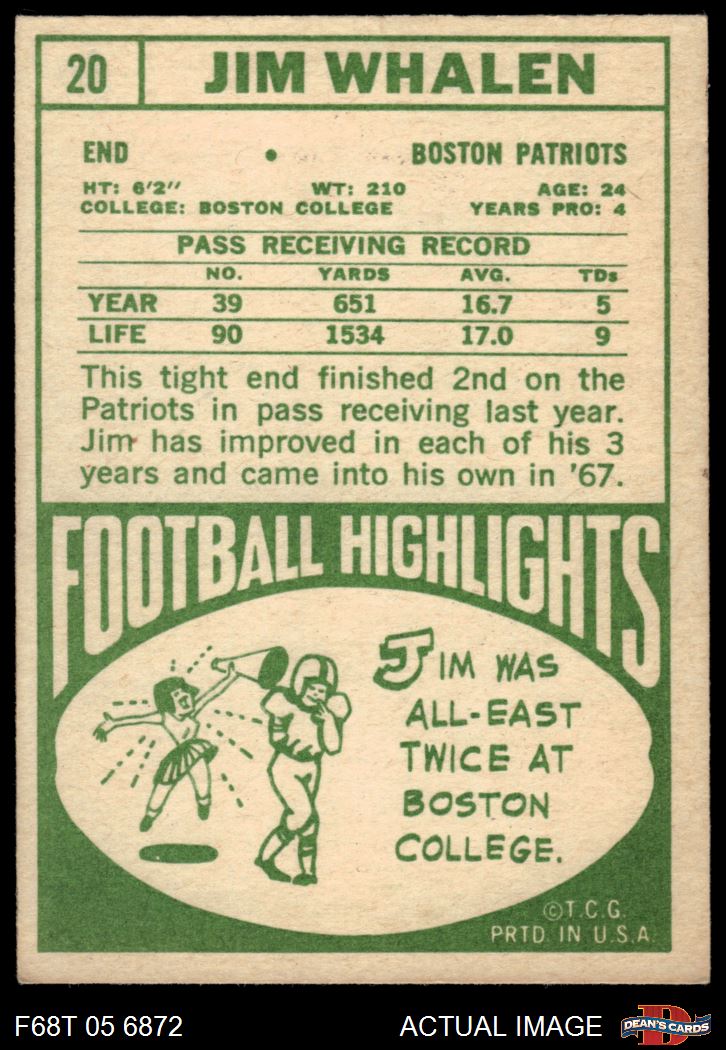 20 JIM WHALEN
END • BOSTON PATRIOTS
HT: 6'2" WT: 210 AGE: 24
COLLEGE: BOSTON COLLEGE YEARS PRO: 4
PASS RECEIVING RECORD
NO. YARDS AVG. TDs
YEAR 39 651 16.7 5
LIFE 90 1534 17.0 9
This tight end finished 2nd on the
Patriots in pass receiving last year.
Jim has improved in each of his 3
years and came into his own in '67.
FOOTBALL HIGHLIGHTS
JIM WAS
ALL-EAST
TWICE AT
BOSTON
COLLEGE.
©T.C.G.
PRTD. IN U.S.A.
F68T 05 6872 ACTUAL IMAGE
D
DEAN'S CARDS